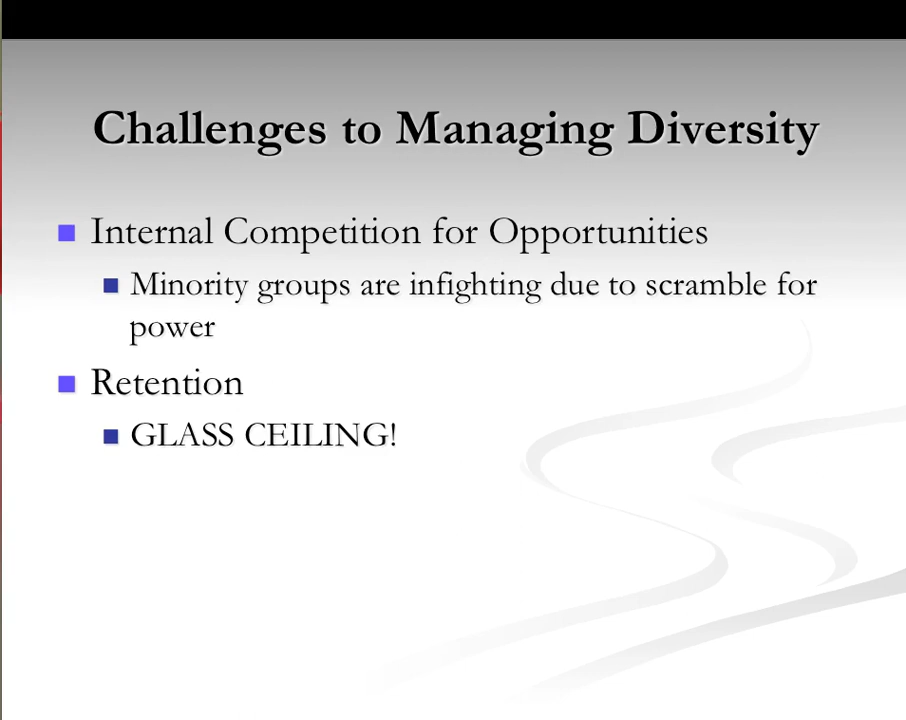 Challenges to Managing Diversity
Internal Competition for Opportunities
Minority groups are infighting due to scramble for
power
Retention
GLASS CEILING!